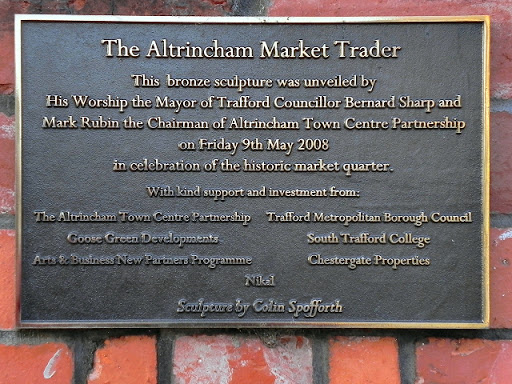 The Altrincham Market Trader
This bronze sculpture was unveiled by
His Worship the Mayor of Trafford Councillor Bernard Sharp and
Mark Rubin the Chairman of Altrincham Town Centre Partnership
on Friday 9th May 2008
in celebration of the historic market quarter.
With kind support and investment from:
The Altrincham Town Centre Partnership Trafford Metropolitan Borough Council
Goose Green Developments South Trafford College
Arts & Business New Partners Programme Chestergate Properties
Nikal
Sculpture by Colin Spofforth